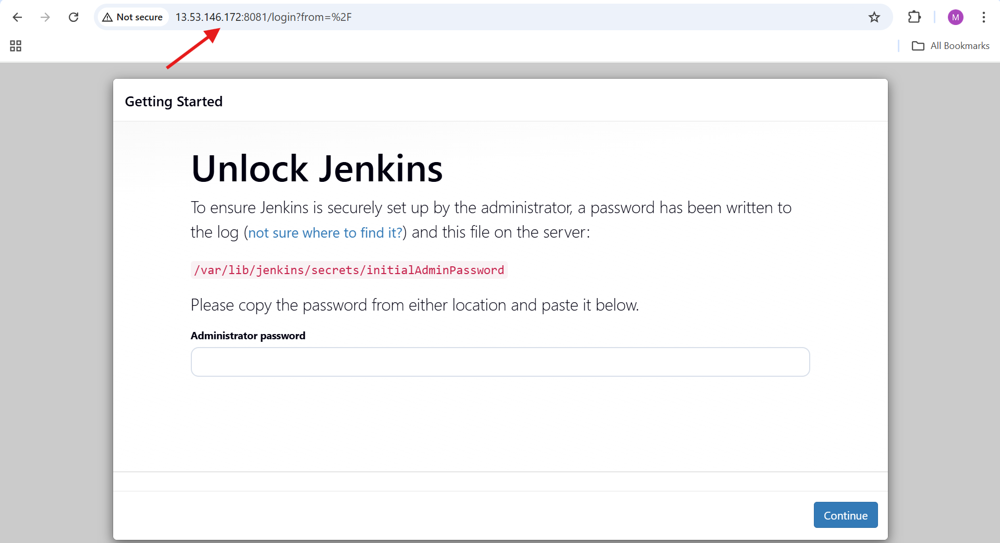 Not secure 13.53.146.172:8081/login?from=%2F M
All Bookmarks
Getting Started
Unlock Jenkins
To ensure Jenkins is securely set up by the administrator, a password has been written to
the log (not sure where to find it?) and this file on the server:
/var/lib/jenkins/secrets/initialAdminPassword
Please copy the password from either location and paste it below.
Administrator password
Continue